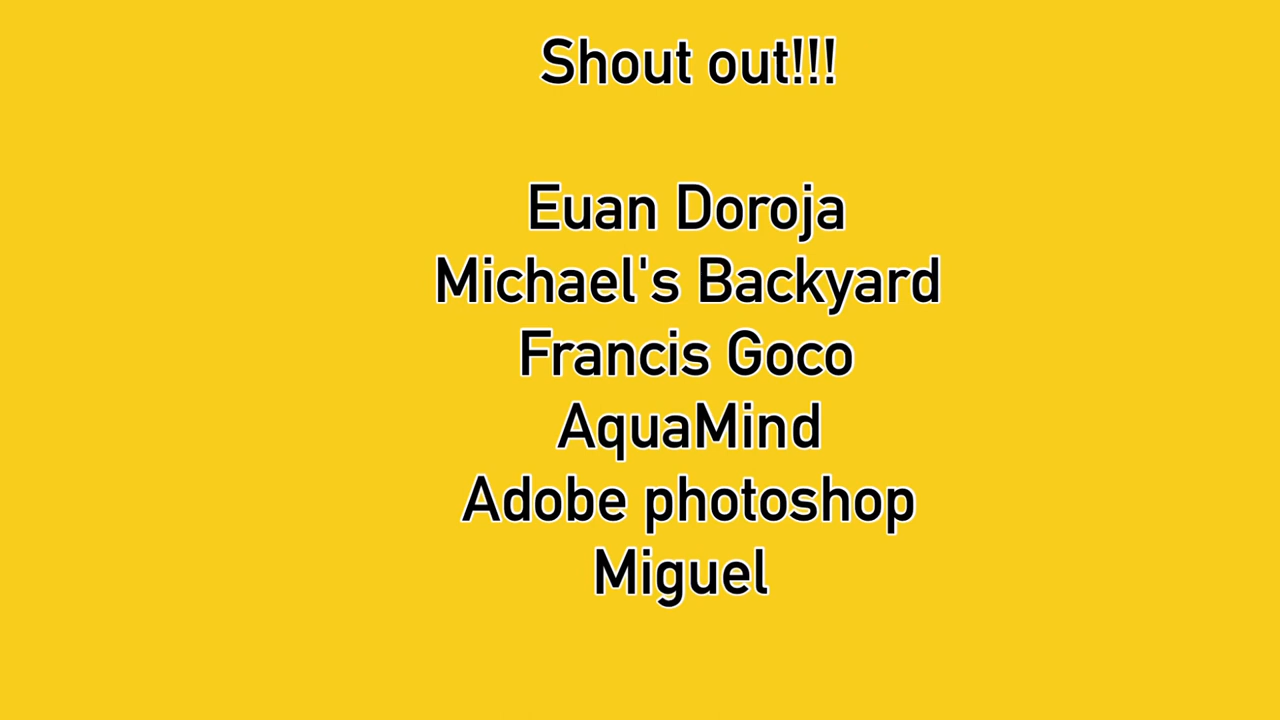 Shout out!!!
Euan Doroja
Michael's Backyard
Francis Goco
AquaMind
Adobe photoshop
Miguel